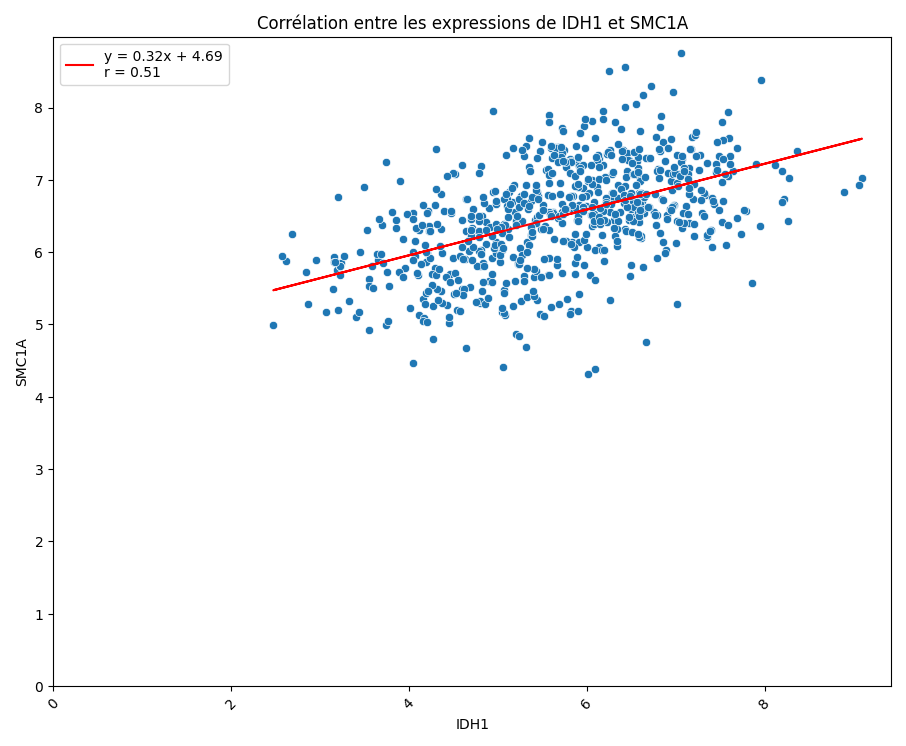 Corrélation entre les expressions de IDH1 et SMC1A
y = 0.32x + 4.69
r = 0.51
SMC1A
8
7
6
5
4
3
2
1
0
0
2
4
6
8
IDH1